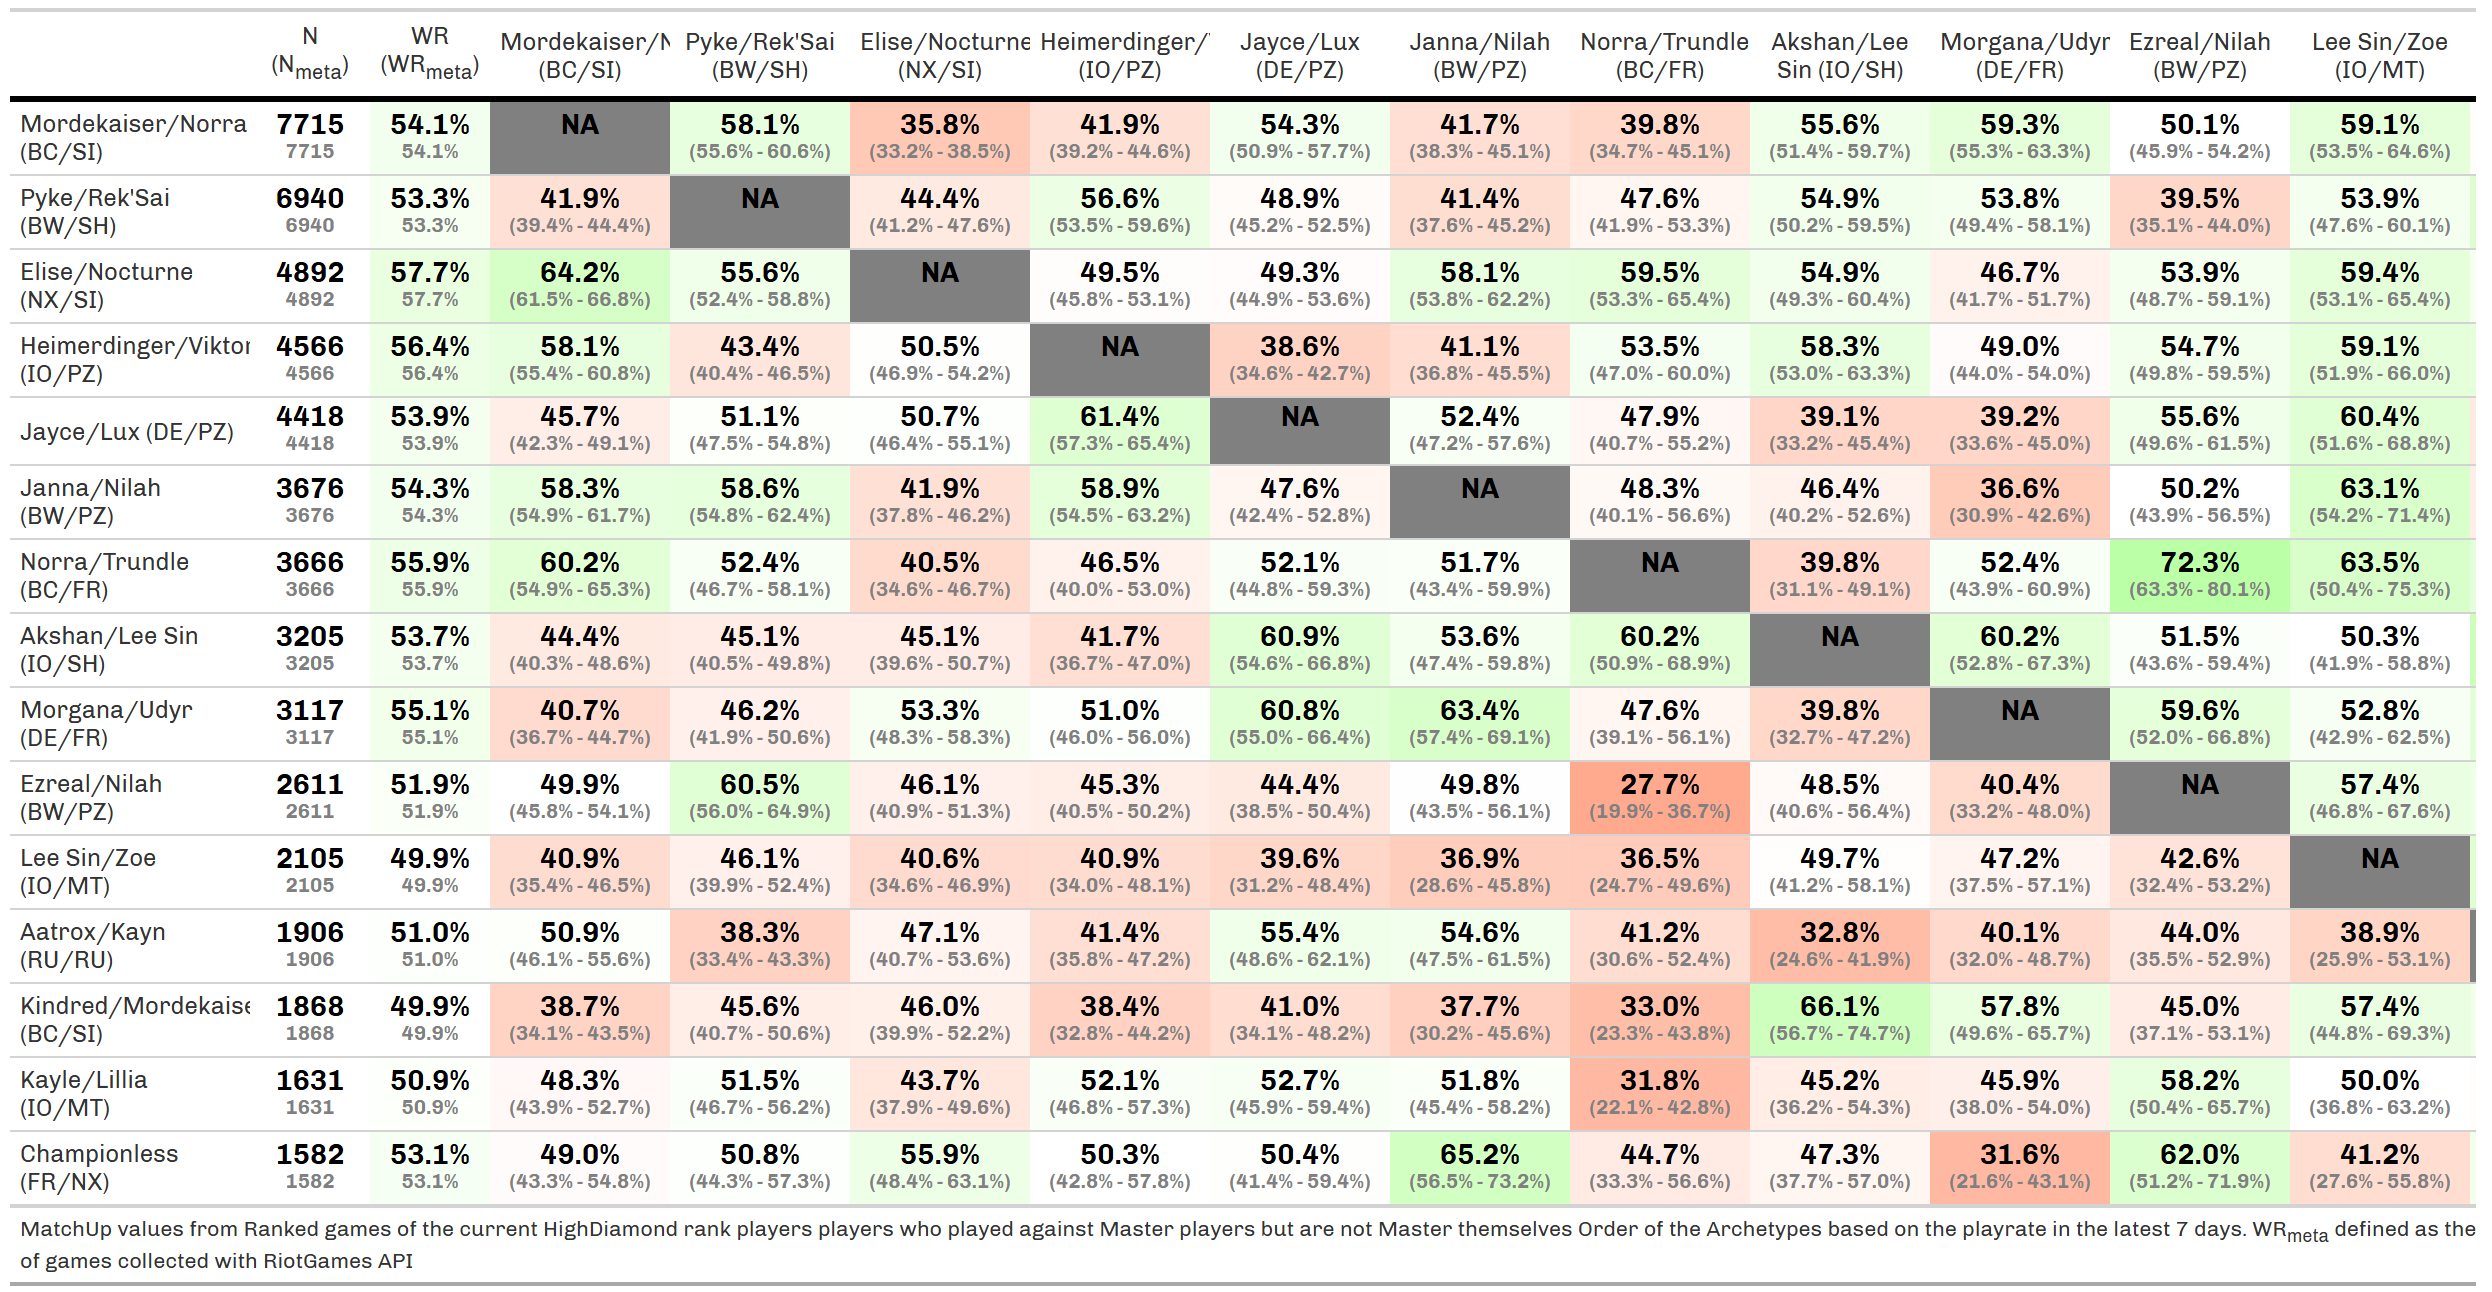 N WR Mordekaiser/N Pyke/Rek'Sai Elise/Nocturne Heimerdinger/ Jayce/Lux Janna/Nilah Norra/Trundle Akshan/Lee Morgana/Udyr Ezreal/Nilah Lee Sin/Zoe
(Nmeta) (WRmeta) (BC/SI) (BW/SH) (NX/SI) (IO/PZ) (DE/PZ) (BW/PZ) (BC/FR) Sin (IO/SH) (DE/FR) (BW/PZ) (IO/MT)
Mordekaiser/Norra 7715 54.1% NA 58.1% 35.8% 41.9% 54.3% 41.7% 39.8% 55.6% 59.3% 50.1% 59.1%
(BC/SI) 7715 54.1% (55.6% - 60.6%) (33.2% - 38.5%) (39.2% - 44.6%) (50.9% - 57.7%) (38.3% - 45.1%) (34.7% - 45.1%) (51.4% - 59.7%) (55.3% - 63.3%) (45.9% - 54.2%) (53.5% - 64.6%)
Pyke/Rek'Sai 6940 53.3% 41.9% NA 44.4% 56.6% 48.9% 41.4% 47.6% 54.9% 53.8% 39.5% 53.9%
(BW/SH) 6940 53.3% (39.4% - 44.4%) (41.2% - 47.6%) (53.5% - 59.6%) (45.2% - 52.5%) (37.6% - 45.2%) (41.9% - 53.3%) (50.2% - 59.5%) (49.4% - 58.1%) (35.1% - 44.0%) (47.6% - 60.1%)
Elise/Nocturne 4892 57.7% 64.2% 55.6% NA 49.5% 49.3% 58.1% 59.5% 54.9% 46.7% 53.9% 59.4%
(NX/SI) 4892 57.7% (61.5% - 66.8%) (52.4% - 58.8%) (45.8% - 53.1%) (44.9% - 53.6%) (53.8% - 62.2%) (53.3% - 65.4%) (49.3% - 60.4%) (41.7% - 51.7%) (48.7% - 59.1%) (53.1% - 65.4%)
Heimerdinger/Viktor 4566 56.4% 58.1% 43.4% 50.5% NA 38.6% 41.1% 53.5% 58.3% 49.0% 54.7% 59.1%
(IO/PZ) 4566 56.4% (55.4% - 60.8%) (40.4% - 46.5%) (46.9% - 54.2%) (34.6% - 42.7%) (36.8% - 45.5%) (47.0% - 60.0%) (53.0% - 63.3%) (44.0% - 54.0%) (49.8% - 59.5%) (51.9% - 66.0%)
Jayce/Lux (DE/PZ) 4418 53.9% 45.7% 51.1% 50.7% 61.4% NA 52.4% 47.9% 39.1% 39.2% 55.6% 60.4%
4418 53.9% (42.3% - 49.1%) (47.5% - 54.8%) (46.4% - 55.1%) (57.3% - 65.4%) (47.2% - 57.6%) (40.7% - 55.2%) (33.2% - 45.4%) (33.6% - 45.0%) (49.6% - 61.5%) (51.6% - 68.8%)
Janna/Nilah 3676 54.3% 58.3% 58.6% 41.9% 58.9% 47.6% NA 48.3% 46.4% 36.6% 50.2% 63.1%
(BW/PZ) 3676 54.3% (54.9% - 61.7%) (54.8% - 62.4%) (37.8% - 46.2%) (54.5% - 63.2%) (42.4% - 52.8%) (40.1% - 56.6%) (40.2% - 52.6%) (30.9% - 42.6%) (43.9% - 56.5%) (54.2% - 71.4%)
Norra/Trundle 3666 55.9% 60.2% 52.4% 40.5% 46.5% 52.1% 51.7% NA 39.8% 52.4% 72.3% 63.5%
(BC/FR) 3666 55.9% (54.9% - 65.3%) (46.7% - 58.1%) (34.6% - 46.7%) (40.0% - 53.0%) (44.8% - 59.3%) (43.4% - 59.9%) (31.1% - 49.1%) (43.9% - 60.9%) (63.3% - 80.1%) (50.4% - 75.3%)
Akshan/Lee Sin 3205 53.7% 44.4% 45.1% 45.1% 41.7% 60.9% 53.6% 60.2% NA 60.2% 51.5% 50.3%
(IO/SH) 3205 53.7% (40.3% - 48.6%) (40.5% - 49.8%) (39.6% - 50.7%) (36.7% - 47.0%) (54.6% - 66.8%) (47.4% - 59.8%) (50.9% - 68.9%) (52.8% - 67.3%) (43.6% - 59.4%) (41.9% - 58.8%)
Morgana/Udyr 3117 55.1% 40.7% 46.2% 53.3% 51.0% 60.8% 63.4% 47.6% 39.8% NA 59.6% 52.8%
(DE/FR) 3117 55.1% (36.7% - 44.7%) (41.9% - 50.6%) (48.3% - 58.3%) (46.0% - 56.0%) (55.0% - 66.4%) (57.4% - 69.1%) (39.1% - 56.1%) (32.7% - 47.2%) (52.0% - 66.8%) (42.9% - 62.5%)
Ezreal/Nilah 2611 51.9% 49.9% 60.5% 46.1% 45.3% 44.4% 49.8% 27.7% 48.5% 40.4% NA 57.4%
(BW/PZ) 2611 51.9% (45.8% - 54.1%) (56.0% - 64.9%) (40.9% - 51.3%) (40.5% - 50.2%) (38.5% - 50.4%) (43.5% - 56.1%) (19.9% - 36.7%) (40.6% - 56.4%) (33.2% - 48.0%) (46.8% - 67.6%)
Lee Sin/Zoe 2105 49.9% 40.9% 46.1% 40.6% 40.9% 39.6% 36.9% 36.5% 49.7% 47.2% 42.6% NA
(IO/MT) 2105 49.9% (35.4% - 46.5%) (39.9% - 52.4%) (34.6% - 46.9%) (34.0% - 48.1%) (31.2% - 48.4%) (28.6% - 45.8%) (24.7% - 49.6%) (41.2% - 58.1%) (37.5% - 57.1%) (32.4% - 53.2%)
Aatrox/Kayn 1906 51.0% 50.9% 38.3% 47.1% 41.4% 55.4% 54.6% 41.2% 32.8% 40.1% 44.0% 38.9%
(RU/RU) 1906 51.0% (46.1% - 55.6%) (33.4% - 43.3%) (40.7% - 53.6%) (35.8% - 47.2%) (48.6% - 62.1%) (47.5% - 61.5%) (30.6% - 52.4%) (24.6% - 41.9%) (32.0% - 48.7%) (35.5% - 52.9%) (25.9% - 53.1%)
Kindred/Mordekaise 1868 49.9% 38.7% 45.6% 46.0% 38.4% 41.0% 37.7% 33.0% 66.1% 57.8% 45.0% 57.4%
(BC/SI) 1868 49.9% (34.1% - 43.5%) (40.7% - 50.6%) (39.9% - 52.2%) (32.8% - 44.2%) (34.1% - 48.2%) (30.2% - 45.6%) (23.3% - 43.8%) (56.7% - 74.7%) (49.6% - 65.7%) (37.1% - 53.1%) (44.8% - 69.3%)
Kayle/Lillia 1631 50.9% 48.3% 51.5% 43.7% 52.1% 52.7% 51.8% 31.8% 45.2% 45.9% 58.2% 50.0%
(IO/MT) 1631 50.9% (43.9% - 52.7%) (46.7% - 56.2%) (37.9% - 49.6%) (46.8% - 57.3%) (45.9% - 59.4%) (45.4% - 58.2%) (22.1% - 42.8%) (36.2% - 54.3%) (38.0% - 54.0%) (50.4% - 65.7%) (36.8% - 63.2%)
Championless 1582 53.1% 49.0% 50.8% 55.9% 50.3% 50.4% 65.2% 44.7% 47.3% 31.6% 62.0% 41.2%
(FR/NX) 1582 53.1% (43.3% - 54.8%) (44.3% - 57.3%) (48.4% - 63.1%) (42.8% - 57.8%) (41.4% - 59.4%) (56.5% - 73.2%) (33.3% - 56.6%) (37.7% - 57.0%) (21.6% - 43.1%) (51.2% - 71.9%) (27.6% - 55.8%)
MatchUp values from Ranked games of the current HighDiamond rank players players who played against Master players but are not Master themselves Order of the Archetypes based on the playrate in the latest 7 days. WRmeta defined as the
of games collected with RiotGames API